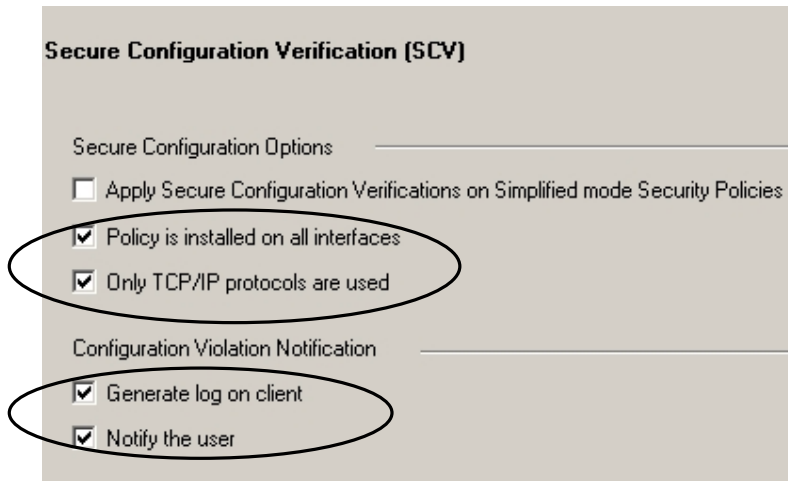 Secure Configuration Verification (SCV)
Secure Configuration Options
Apply Secure Configuration Verifications on Simplified mode Security Policies
Policy is installed on all interfaces
Only TCP/IP protocols are used
Configuration Violation Notification
Generate log on client
Notify the user